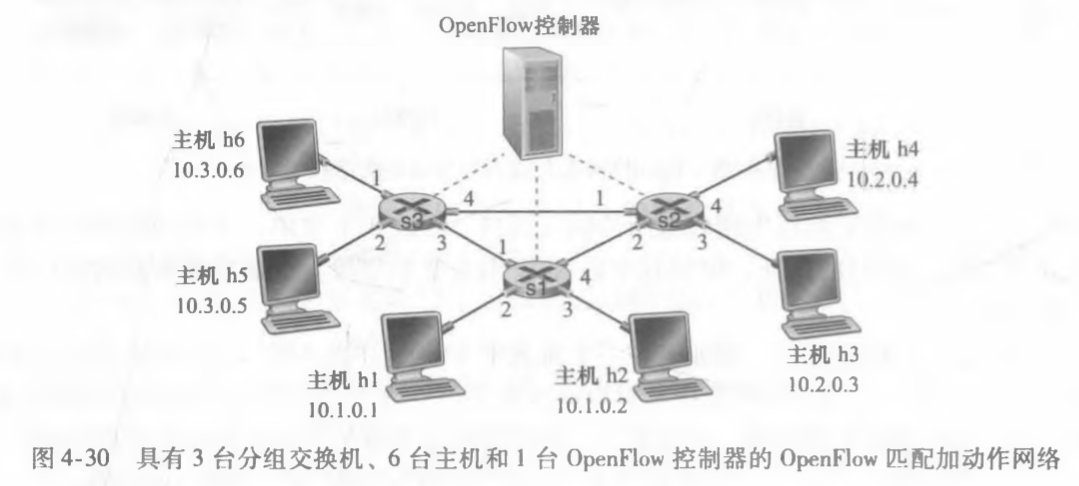 OpenFlow控制器
主机 h6
10.3.0.6
主机 h4
10.2.0.4
s3
4
1
s2
4
2
3
1
2
3
主机 h5
10.3.0.5
s1
4
2
3
主机 h1
10.1.0.1
主机 h2
10.1.0.2
主机 h3
10.2.0.3
图 4-30 具有 3 台分组交换机、6 台主机和 1 台 OpenFlow 控制器的 OpenFlow 匹配加动作网络